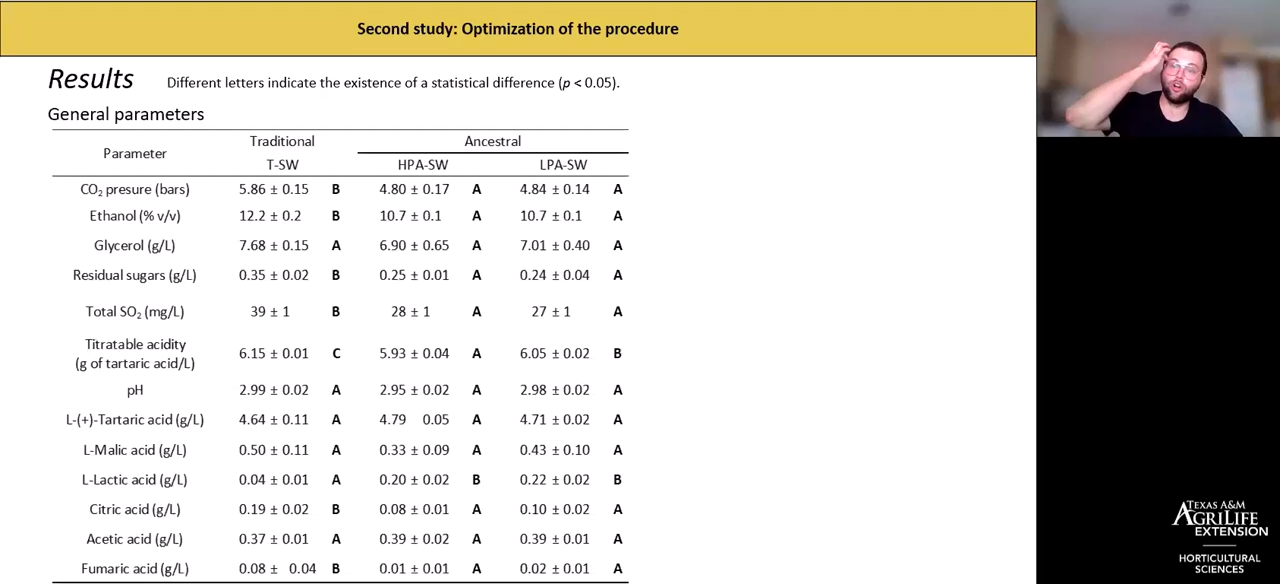 Second study: Optimization of the procedure
Results Different letters indicate the existence of a statistical difference (p < 0.05).
General parameters
Parameter Traditional Ancestral
T-SW HPA-SW LPA-SW
CO2 presure (bars) 5.86 ± 0.15 B 4.80 ± 0.17 A 4.84 ± 0.14 A
Ethanol (% v/v) 12.2 ± 0.2 B 10.7 ± 0.1 A 10.7 ± 0.1 A
Glycerol (g/L) 7.68 ± 0.15 A 6.90 ± 0.65 A 7.01 ± 0.40 A
Residual sugars (g/L) 0.35 ± 0.02 B 0.25 ± 0.01 A 0.24 ± 0.04 A
Total SO2 (mg/L) 39 ± 1 B 28 ± 1 A 27 ± 1 A
Titratable acidity
(g of tartaric acid/L) 6.15 ± 0.01 C 5.93 ± 0.04 A 6.05 ± 0.02 B
pH 2.99 ± 0.02 A 2.95 ± 0.02 A 2.98 ± 0.02 A
L-(+)-Tartaric acid (g/L) 4.64 ± 0.11 A 4.79 0.05 A 4.71 ± 0.02 A
L-Malic acid (g/L) 0.50 ± 0.11 A 0.33 ± 0.09 A 0.43 ± 0.10 A
L-Lactic acid (g/L) 0.04 ± 0.01 A 0.20 ± 0.02 B 0.22 ± 0.02 B
Citric acid (g/L) 0.19 ± 0.02 B 0.08 ± 0.01 A 0.10 ± 0.02 A
Acetic acid (g/L) 0.37 ± 0.01 A 0.39 ± 0.02 A 0.39 ± 0.01 A
Fumaric acid (g/L) 0.08 ± 0.04 B 0.01 ± 0.01 A 0.02 ± 0.01 A
TEXAS A&M
AGRILIFE
EXTENSION
HORTICULTURAL
SCIENCES